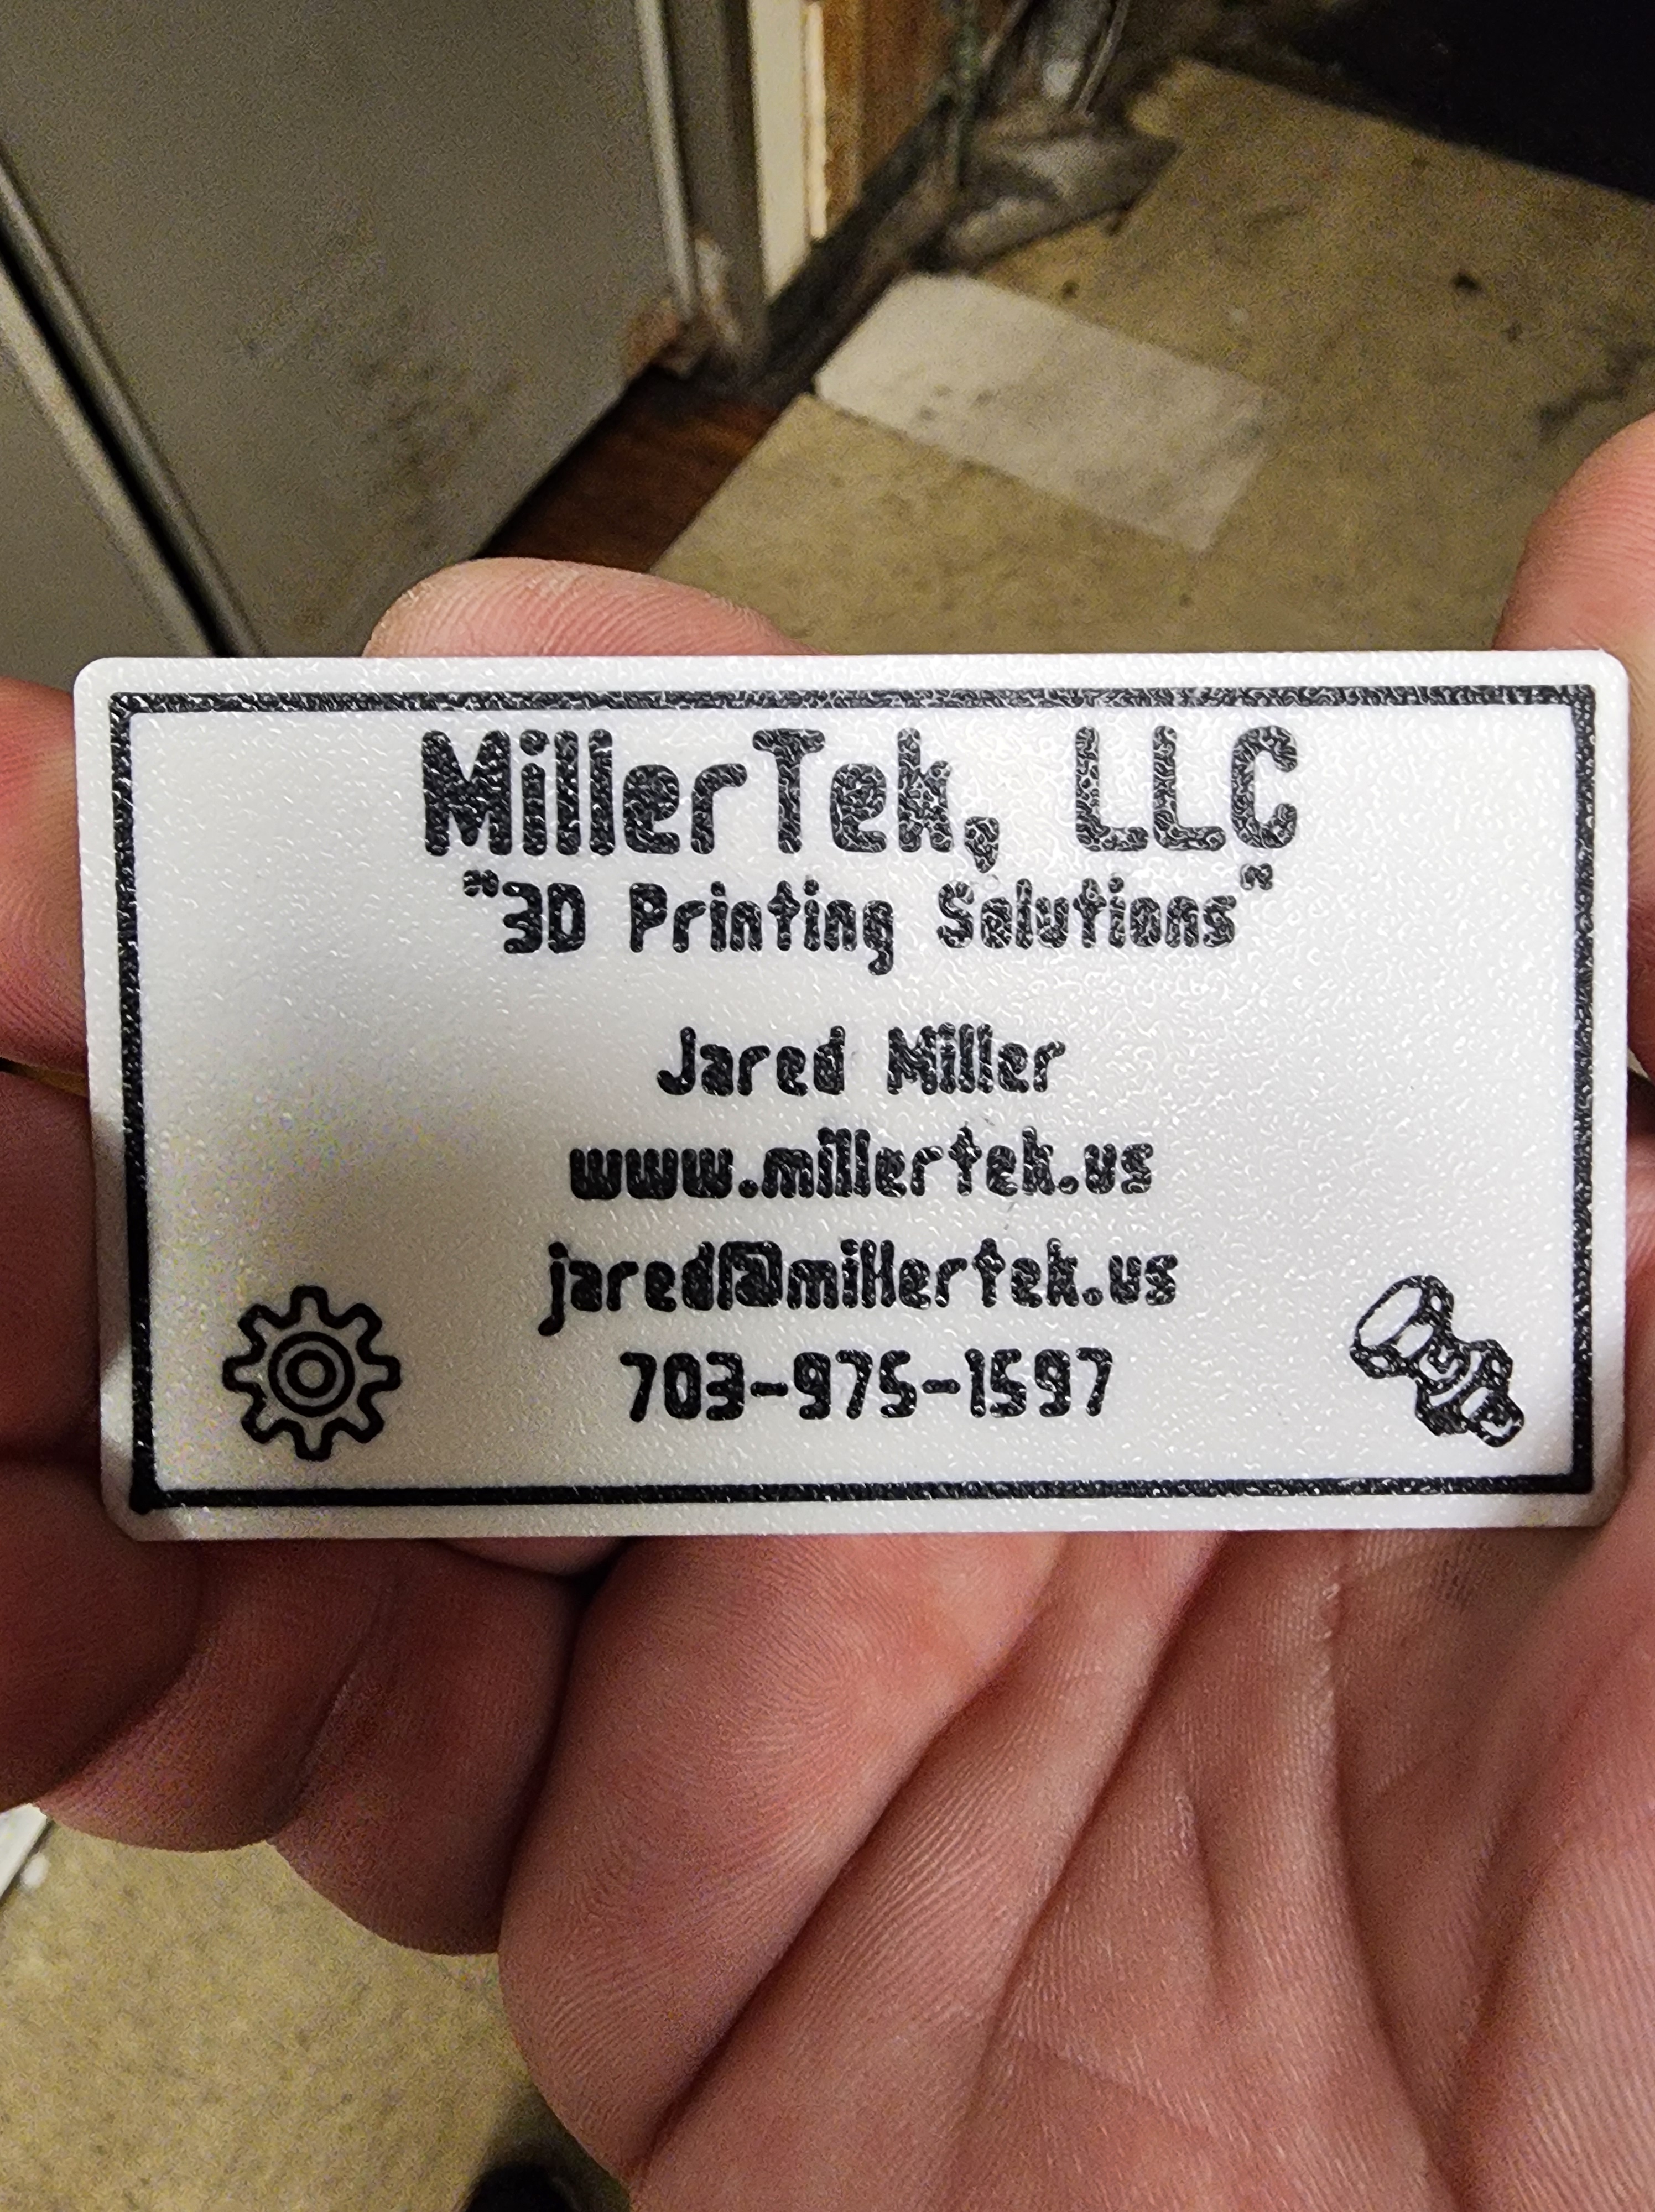 MillerTek, LLC
"3D Printing Solutions"
Jared Miller
www.millertek.us
jared@millertek.us
703-975-1597